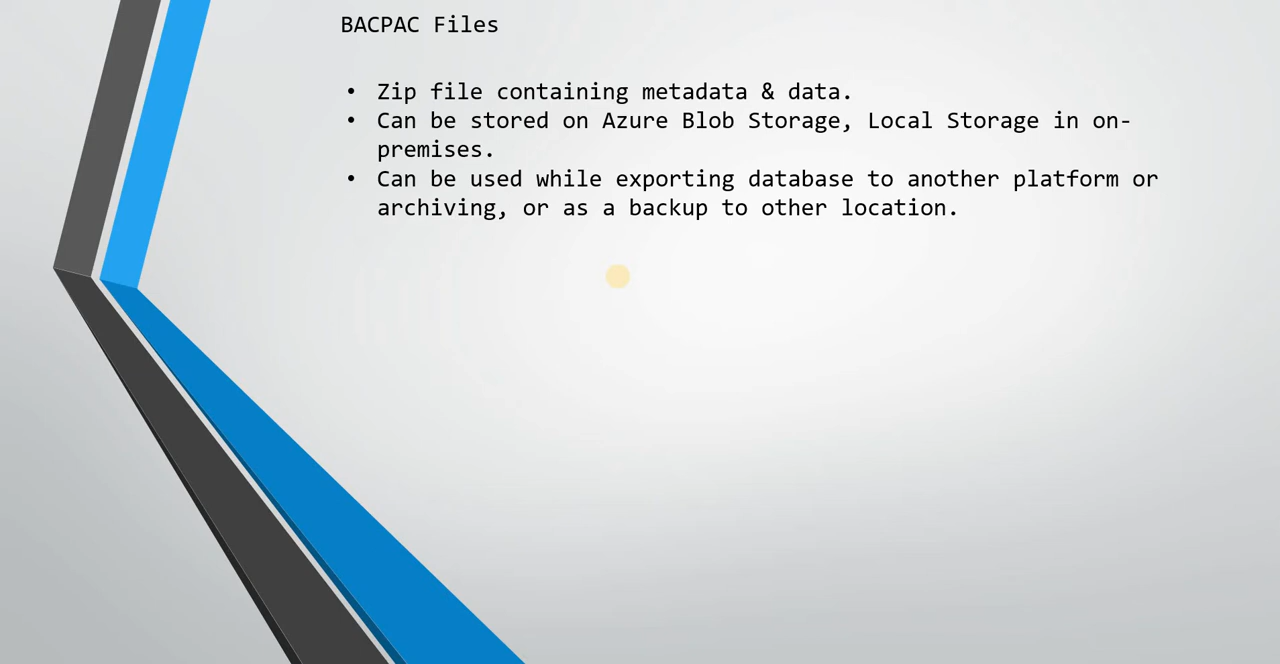 BACPAC Files
• Zip file containing metadata & data.
• Can be stored on Azure Blob Storage, Local Storage in on-
premises.
• Can be used while exporting database to another platform or
archiving, or as a backup to other location.